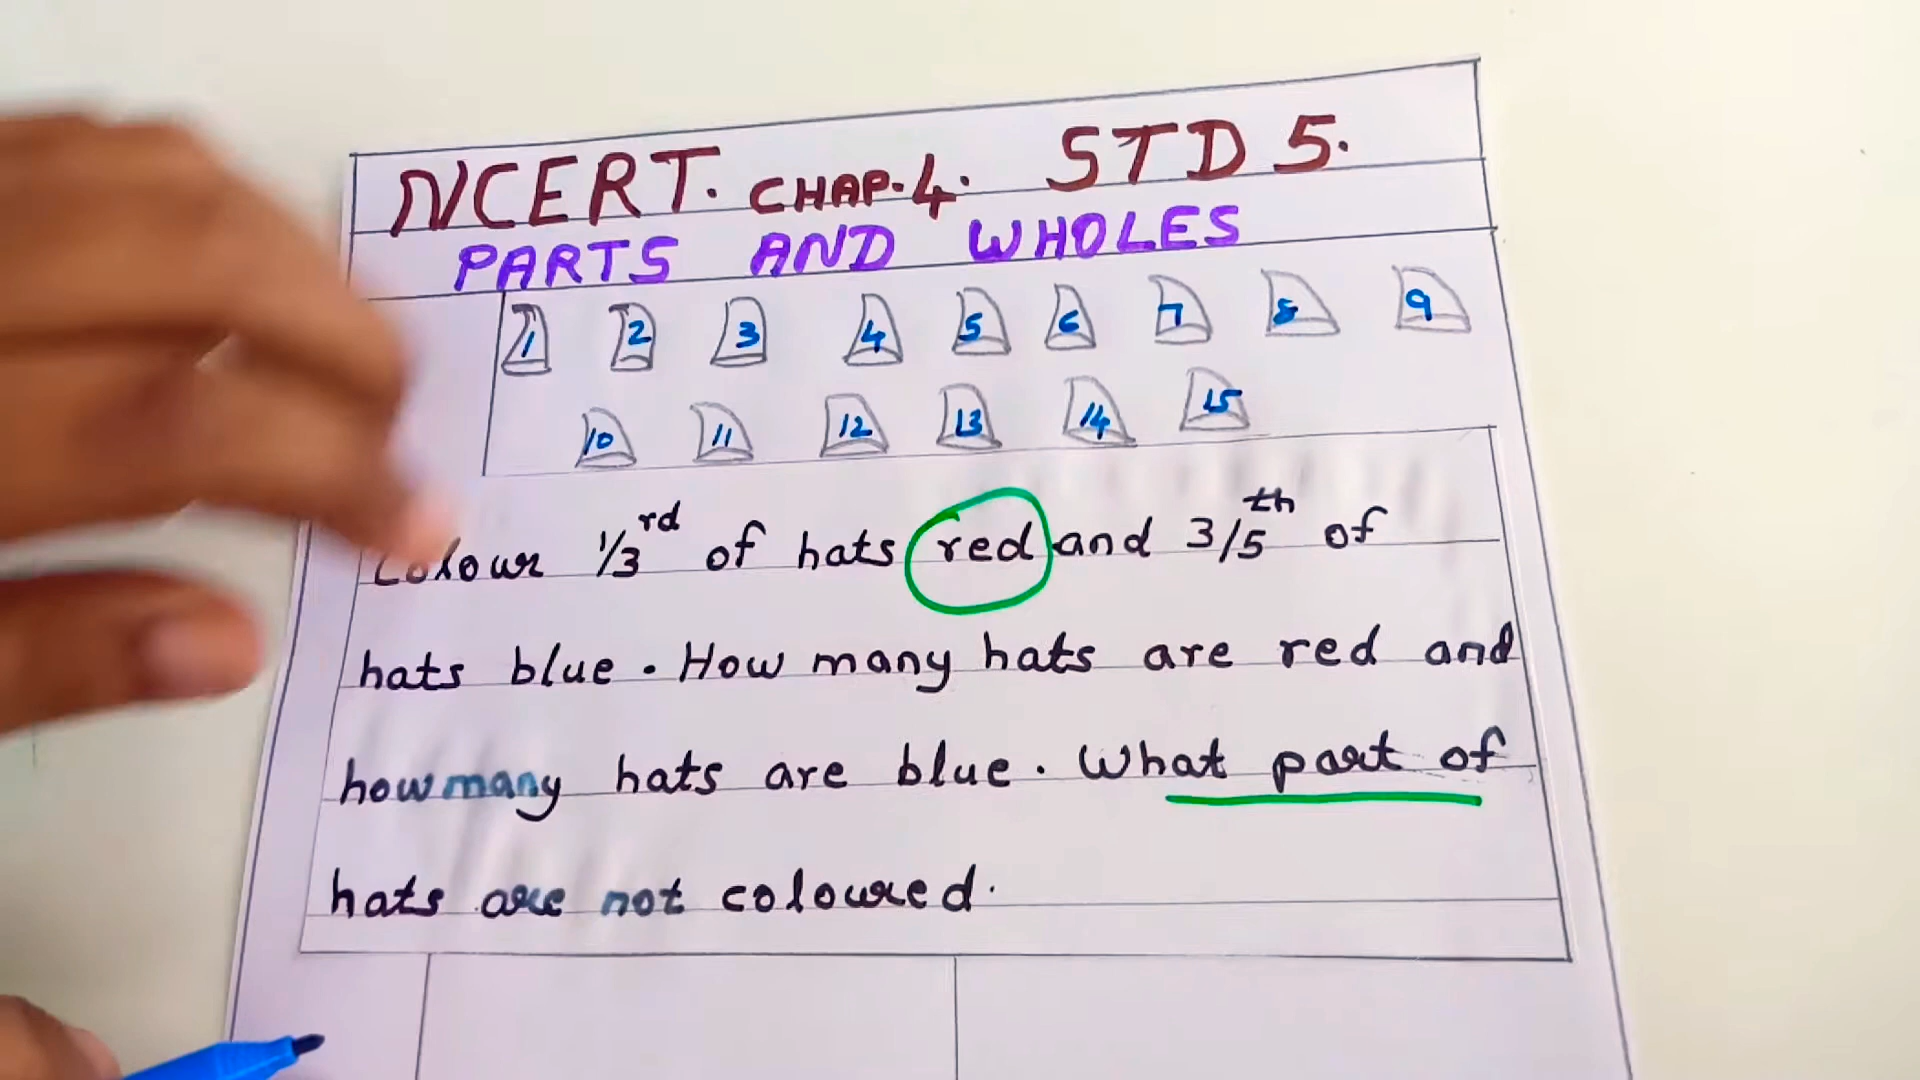 NCERT. CHAP.4. STD 5.
PARTS AND WHOLES
1 2 3 4 5 6 7 8 9
10 11 12 13 14 15
Colour 1/3rd of hats red and 3/5th of
hats blue. How many hats are red and
how many hats are blue. What part of
hats are not coloured.